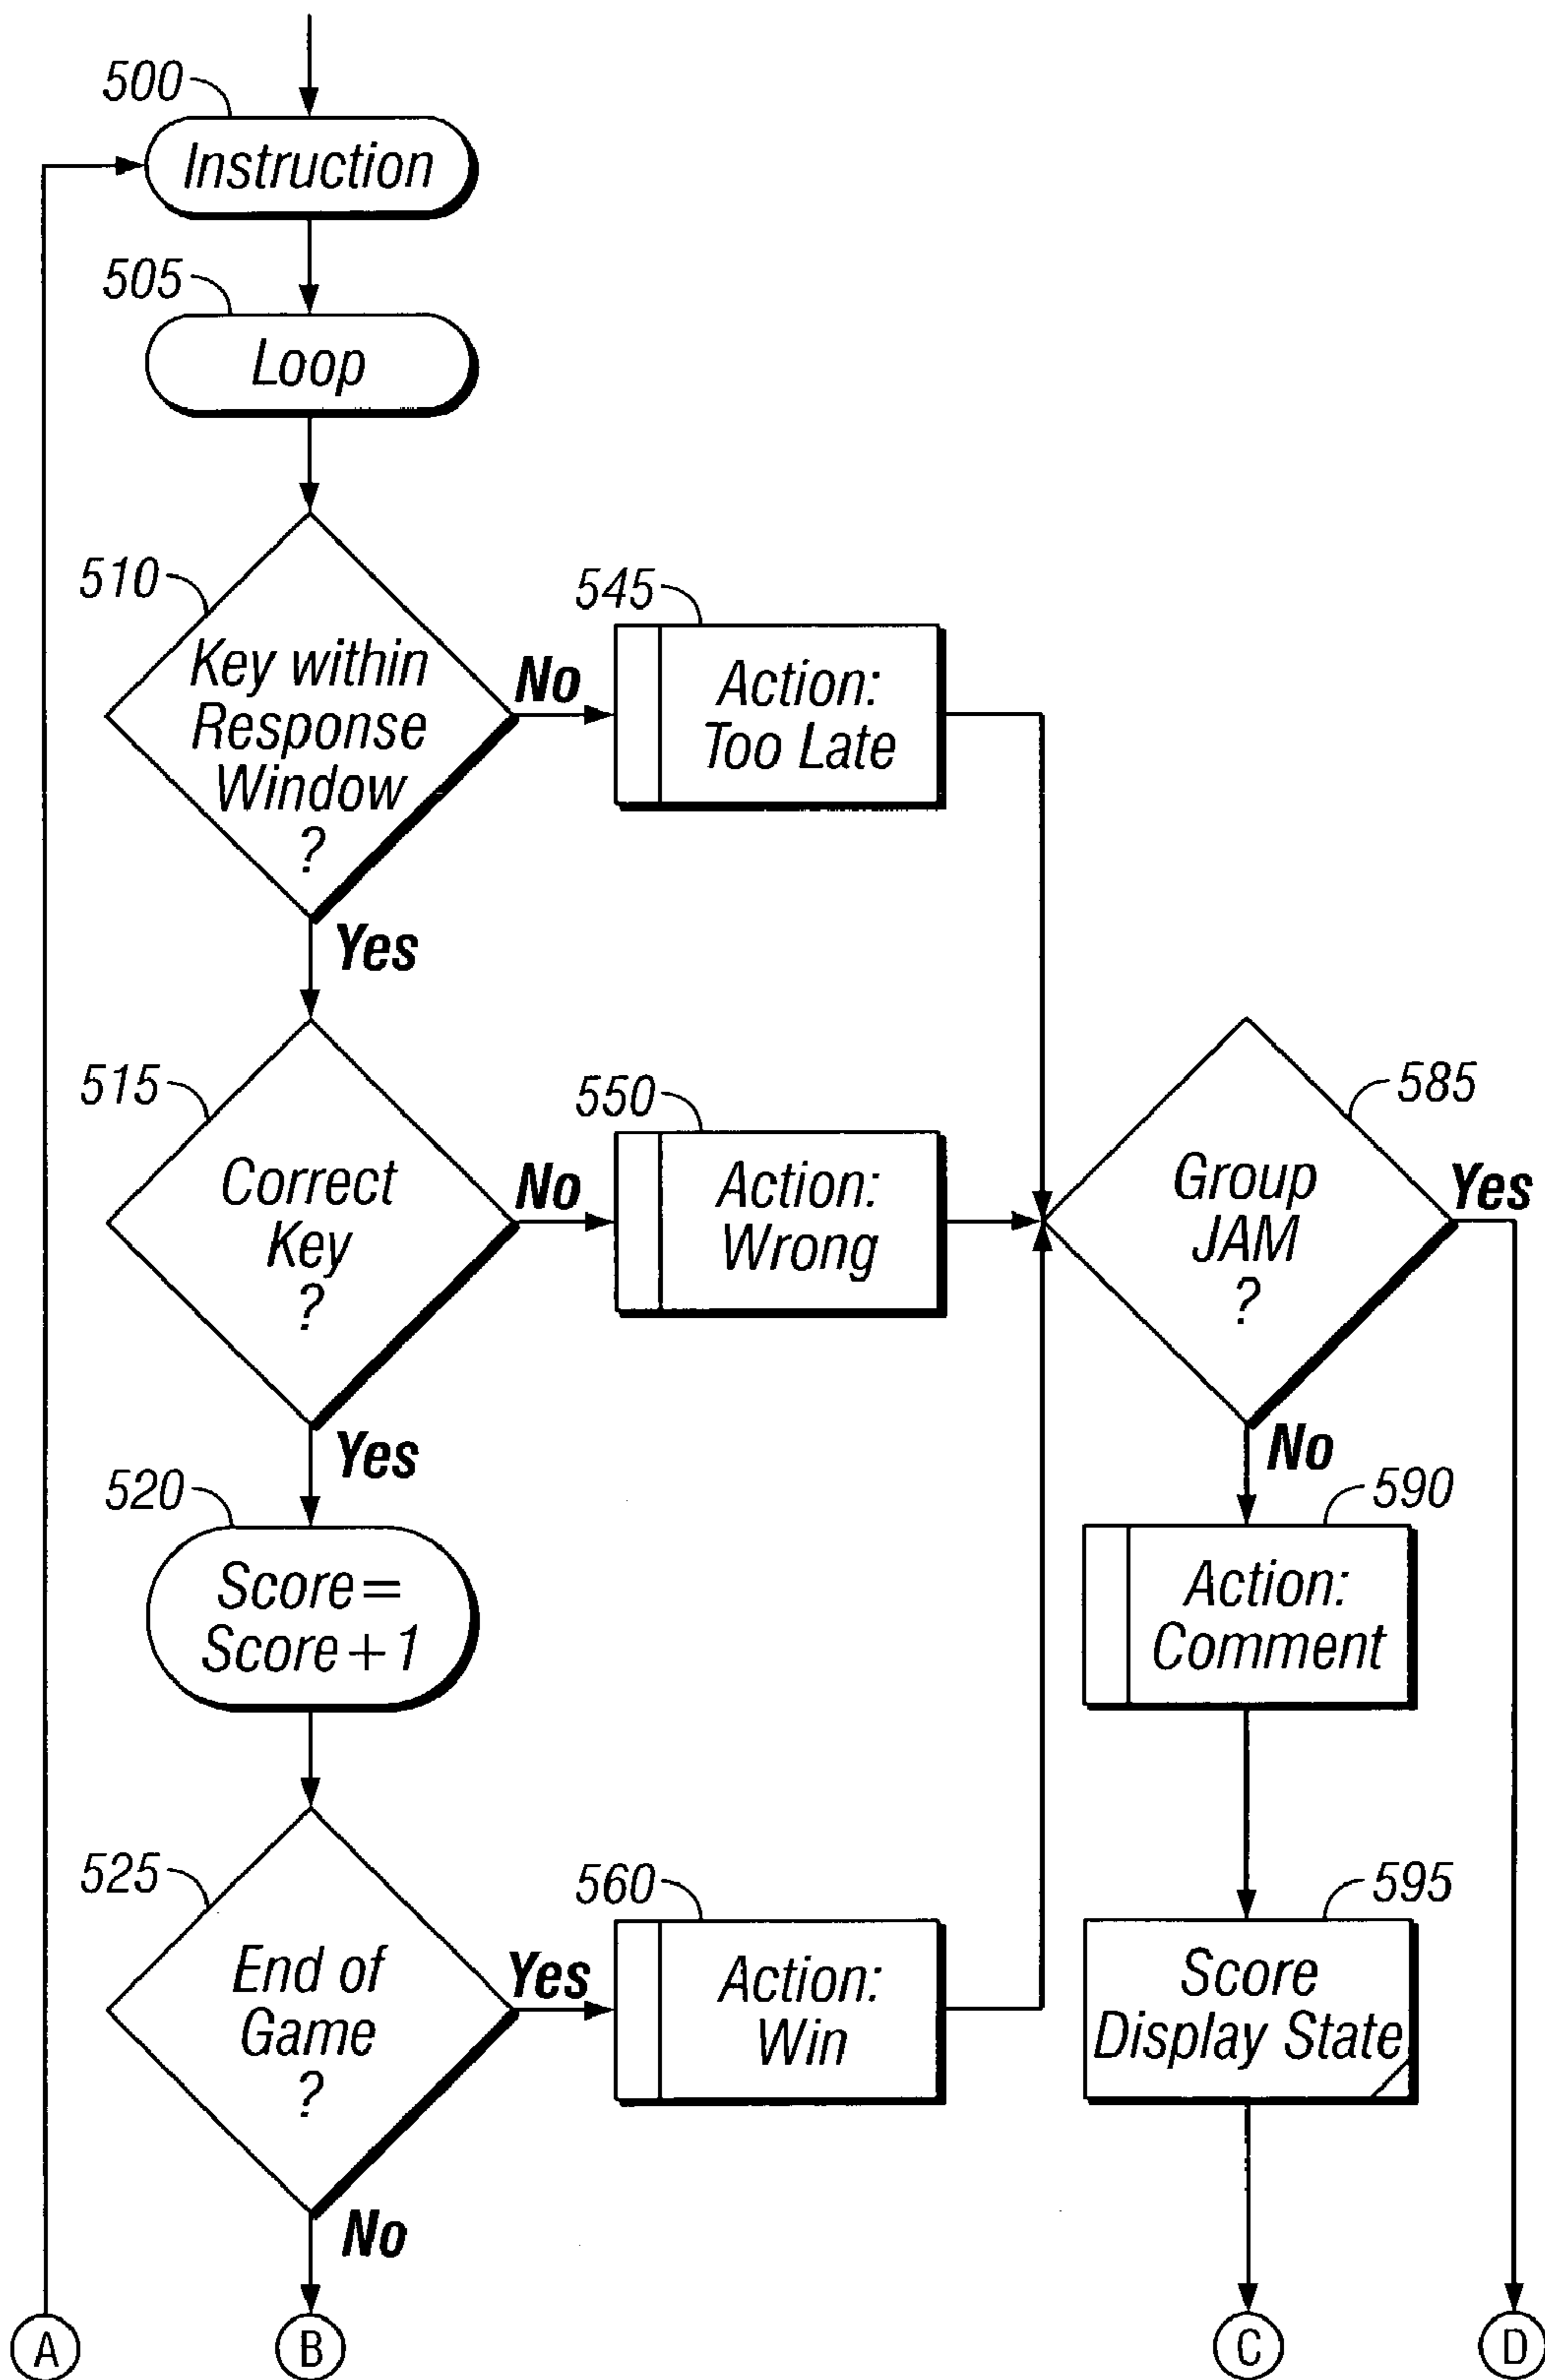 500
Instruction
505
Loop
510
Key within
Response
Window
?
No
545
Action:
Too Late
Yes
515
Correct
Key
?
No
550
Action:
Wrong
585
Group
JAM
?
Yes
Yes
No
520
Score=
Score+1
590
Action:
Comment
525
End of
Game
?
Yes
560
Action:
Win
595
Score
Display State
No
A
B
C
D